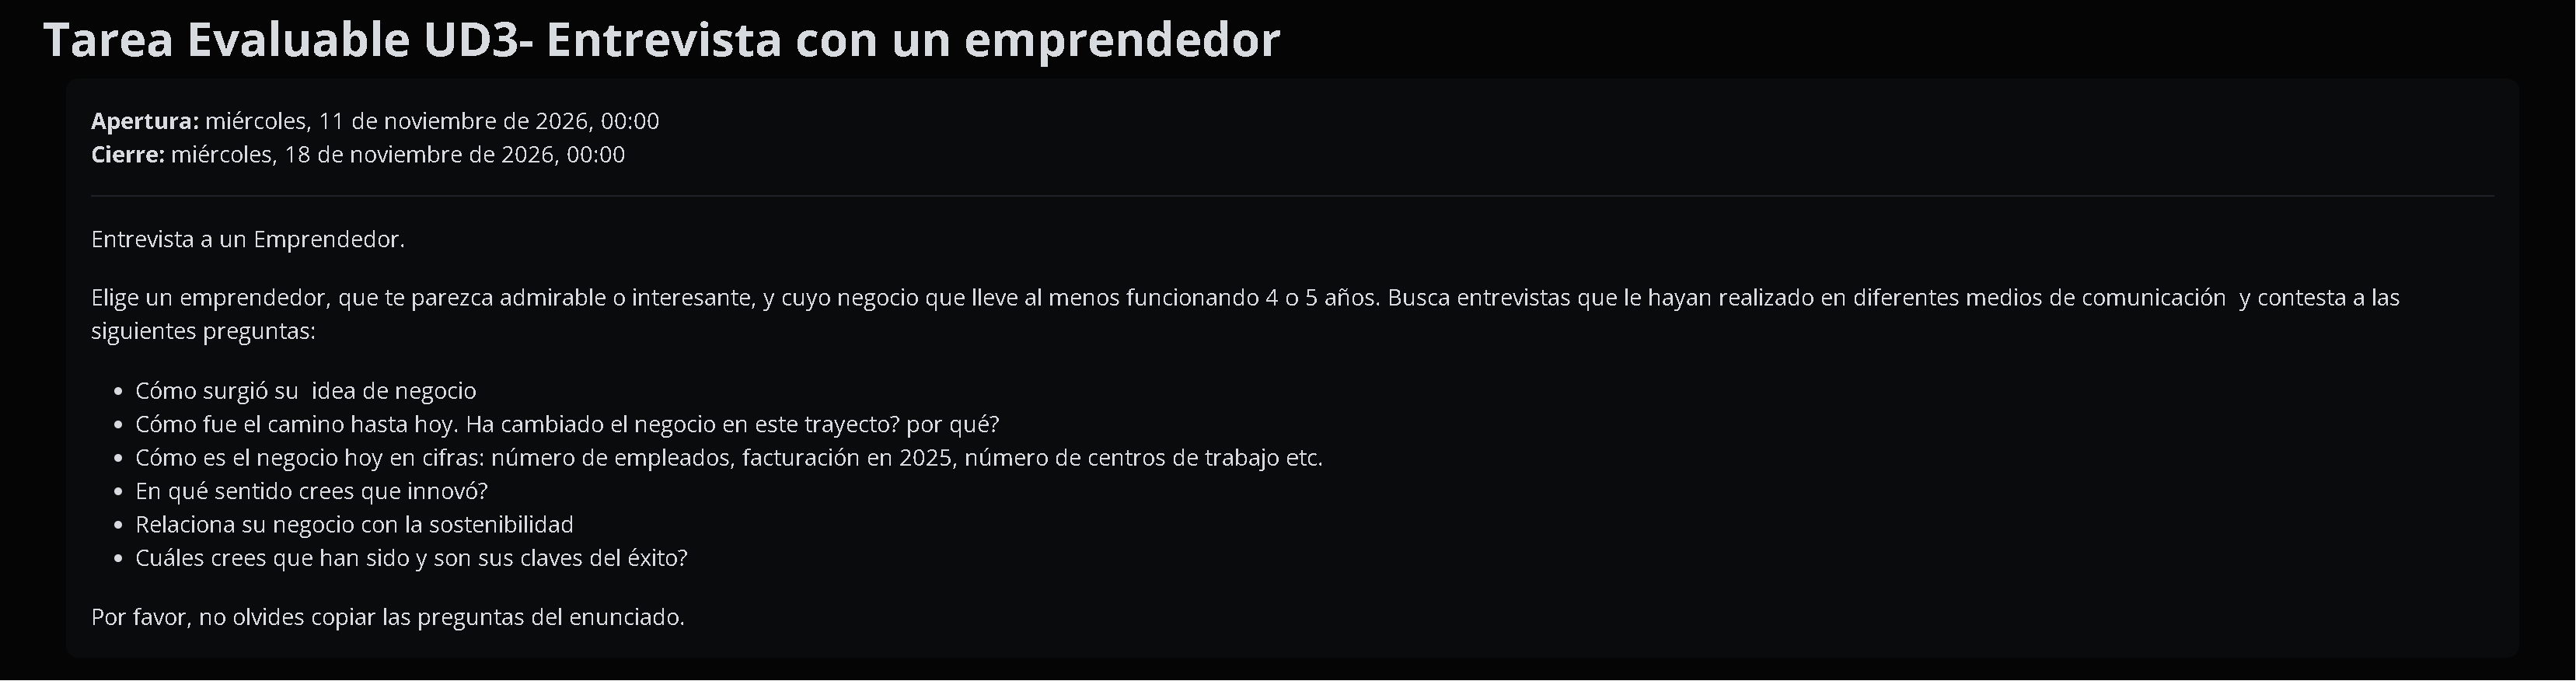 Tarea Evaluable UD3- Entrevista con un emprendedor
Apertura: miércoles, 11 de noviembre de 2026, 00:00
Cierre: miércoles, 18 de noviembre de 2026, 00:00
Entrevista a un Emprendedor.
Elige un emprendedor, que te parezca admirable o interesante, y cuyo negocio que lleve al menos funcionando 4 o 5 años. Busca entrevistas que le hayan realizado en diferentes medios de comunicación  y contesta a las
siguientes preguntas:
• Cómo surgió su  idea de negocio
• Cómo fue el camino hasta hoy. Ha cambiado el negocio en este trayecto? por qué?
• Cómo es el negocio hoy en cifras: número de empleados, facturación en 2025, número de centros de trabajo etc.
• En qué sentido crees que innovó?
• Relaciona su negocio con la sostenibilidad
• Cuáles crees que han sido y son sus claves del éxito?
Por favor, no olvides copiar las preguntas del enunciado.